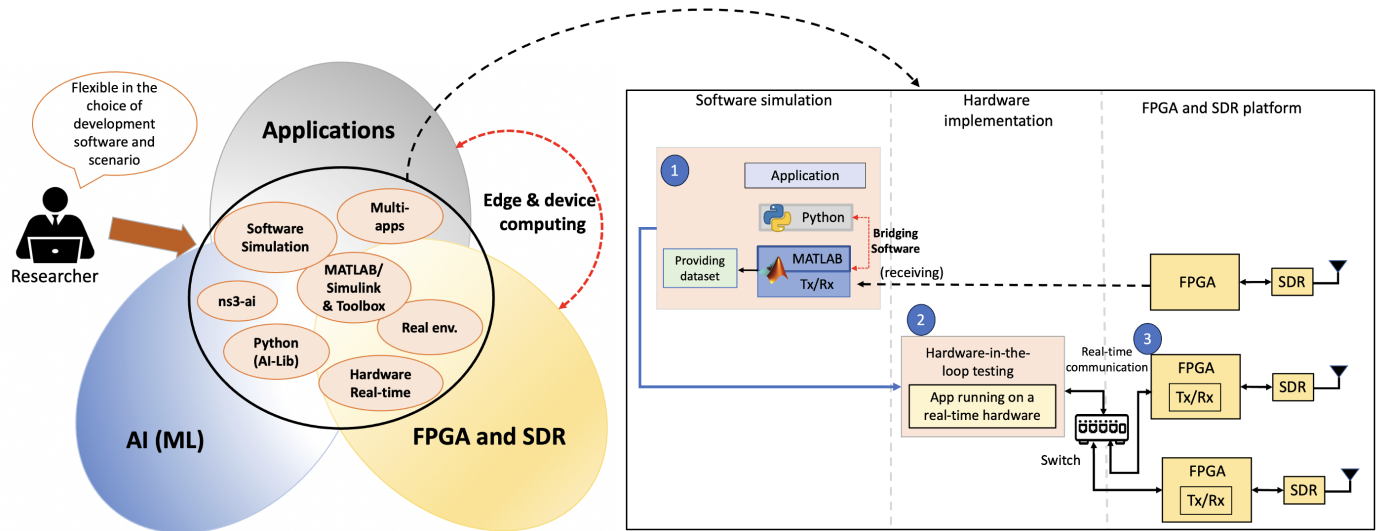 Flexible in the
choice of
development
software and
scenario
Researcher
Applications
Edge & device
computing
Software
Simulation
Multi-
apps
MATLAB/
Simulink
& Toolbox
ns3-ai
Real env.
Python
(AI-Lib)
Hardware
Real-time
AI (ML)
FPGA and SDR
Software simulation
Hardware
implementation
FPGA and SDR platform
1
Application
Python
Bridging
Software
Providing
dataset
MATLAB
Tx/Rx
(receiving)
FPGA
SDR
2
Hardware-in-the-
loop testing
App running on a
real-time hardware
Real-time
communication
3
FPGA
Tx/Rx
SDR
Switch
FPGA
Tx/Rx
SDR